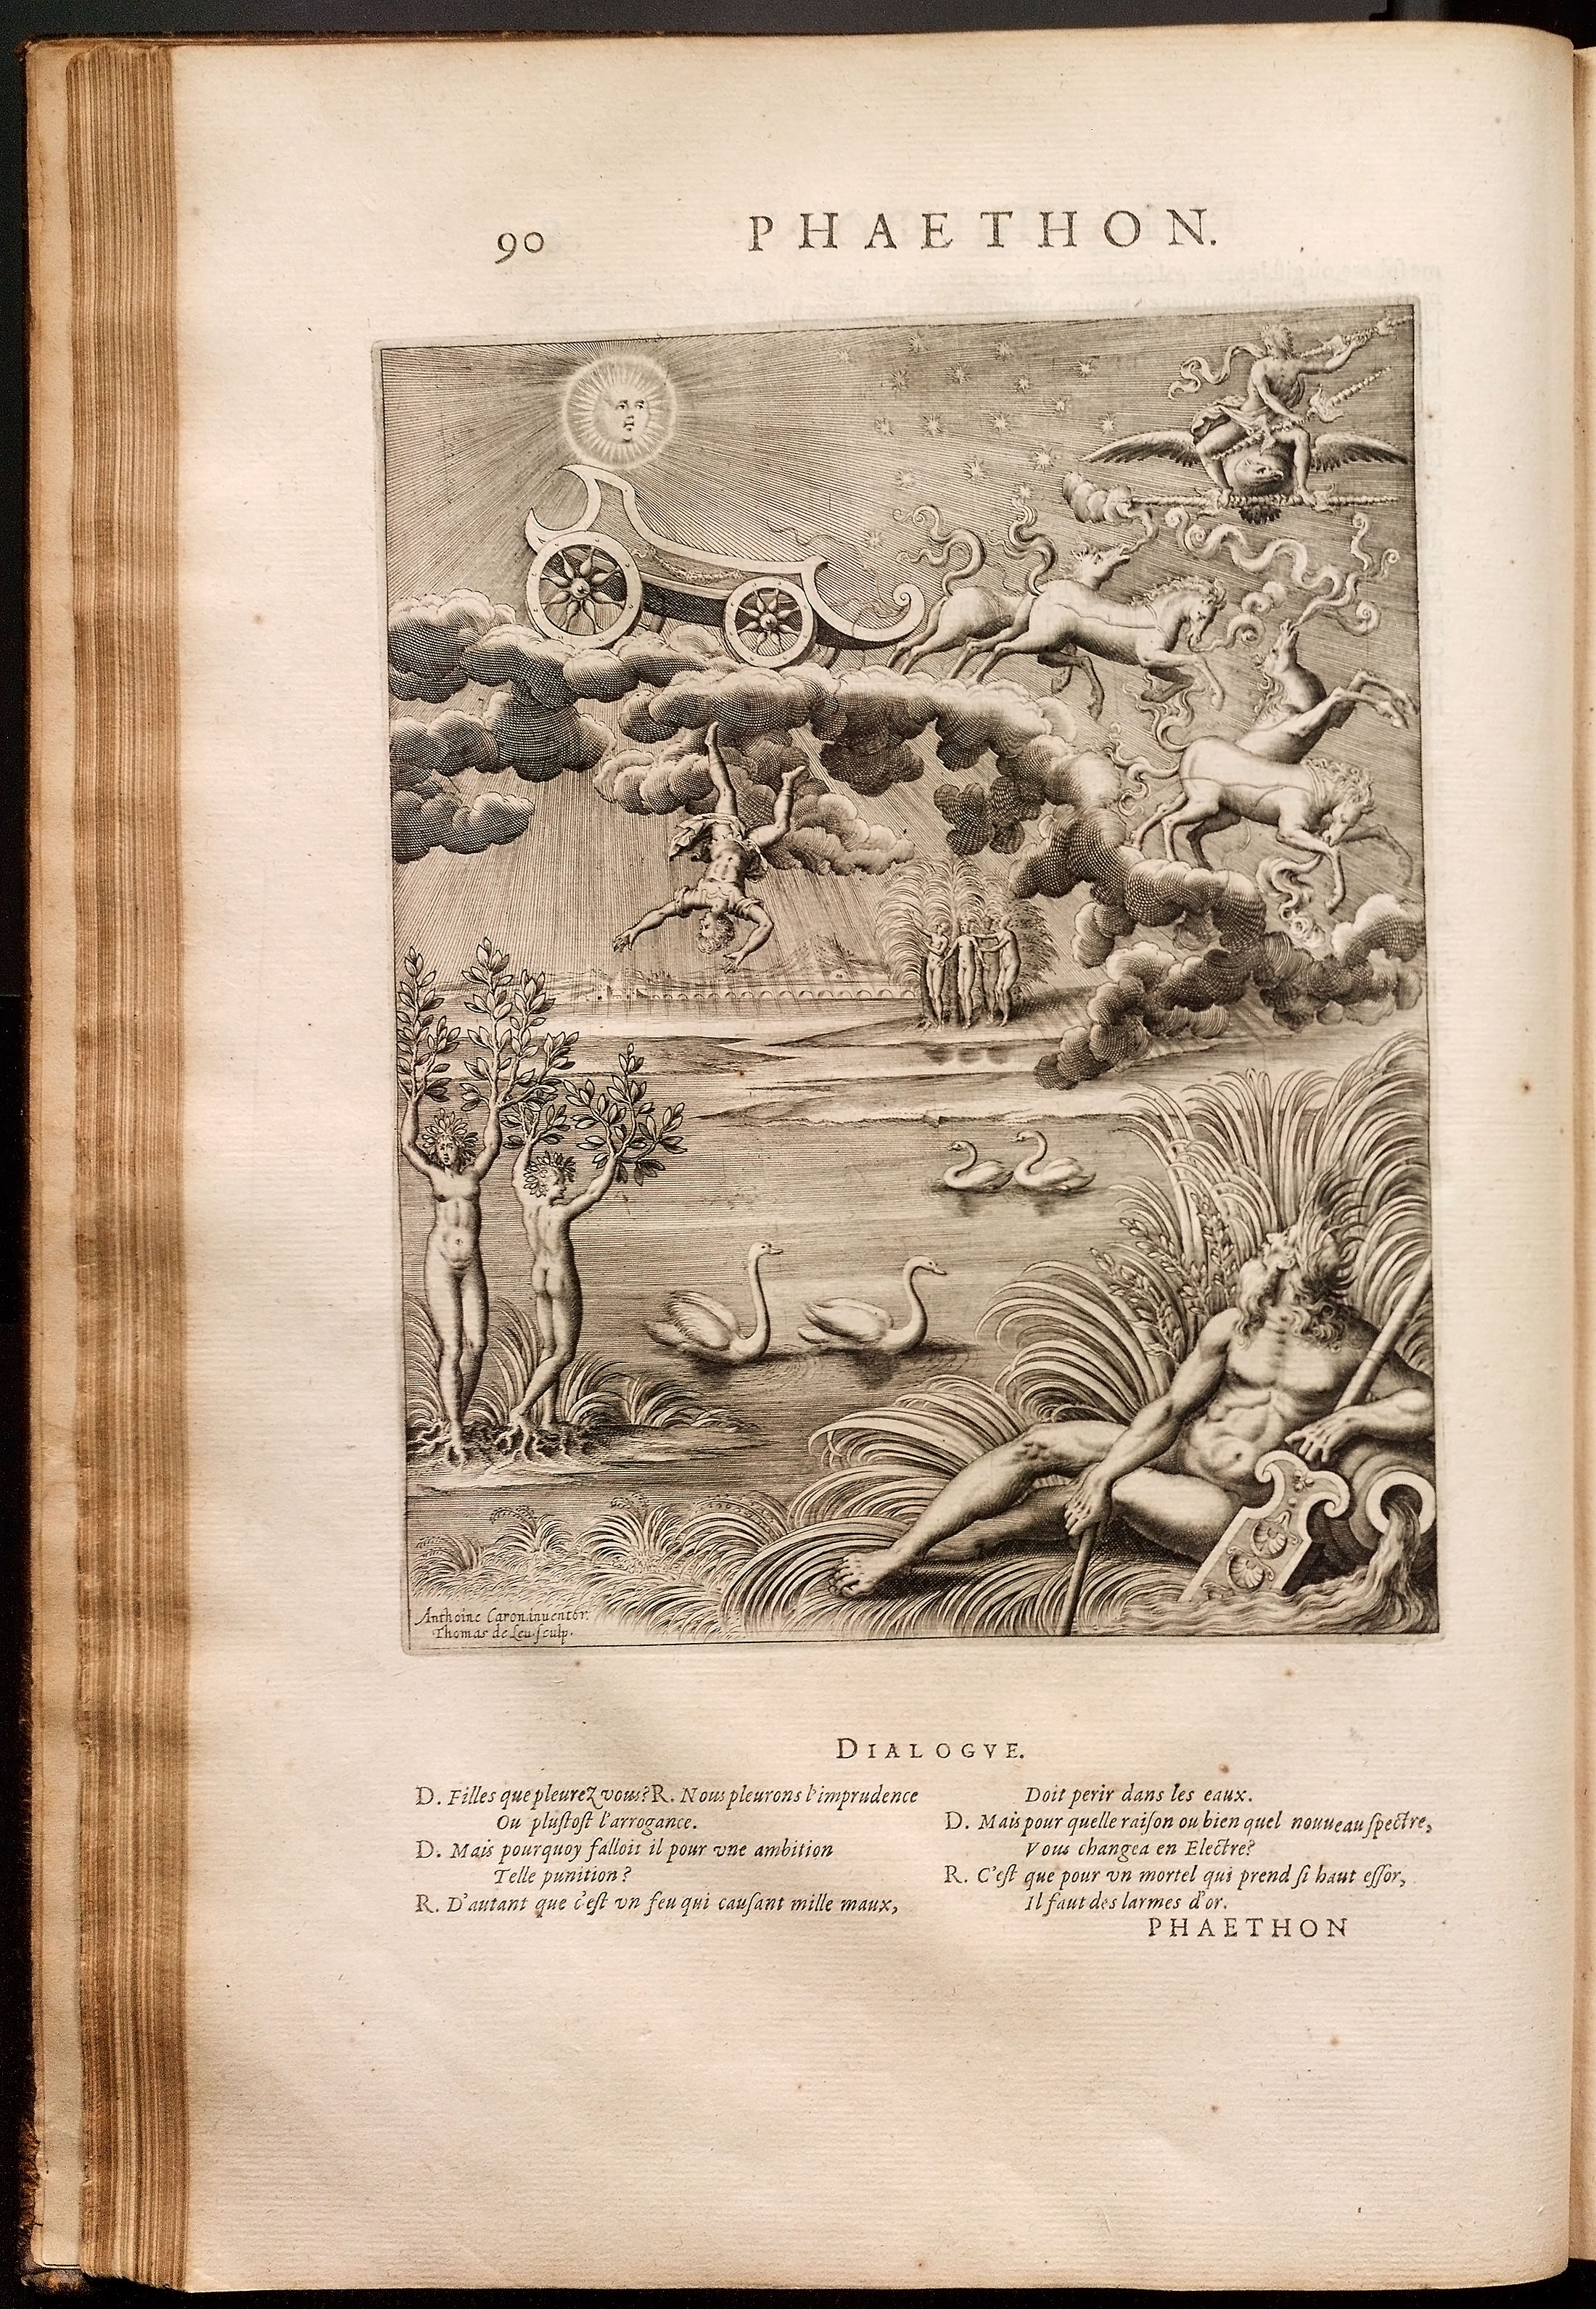 90
PHAETHON.
Anthoine Caron inuentor.
Thomas de Leu sculp.
DIALOGVE.
D. Filles que pleurez vous? R. Nous pleurons l'imprudence
Ou plustost l'arrogance.
D. Mais pourquoy falloit il pour vne ambition
Telle punition?
R. D'autant que c'est vn feu qui causant mille maux,
Doit perir dans les eaux.
D. Mais pour quelle raison ou bien quel nouueau spectre,
Vous changea en Electre?
R. C'est que pour vn mortel qui prend si haut essor,
Il faut des larmes d'or.
PHAETHON